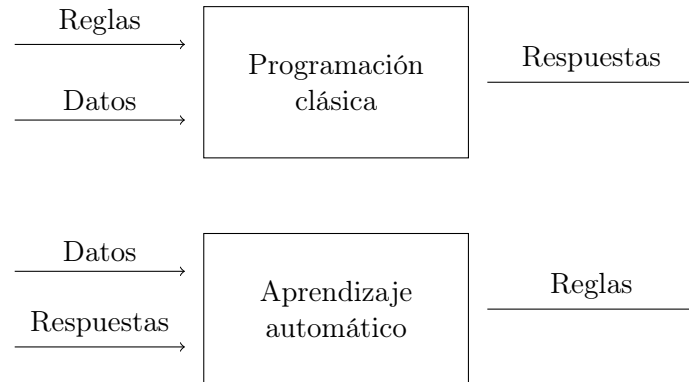 Reglas
Datos
Programación
clásica
Respuestas
Datos
Respuestas
Aprendizaje
automático
Reglas